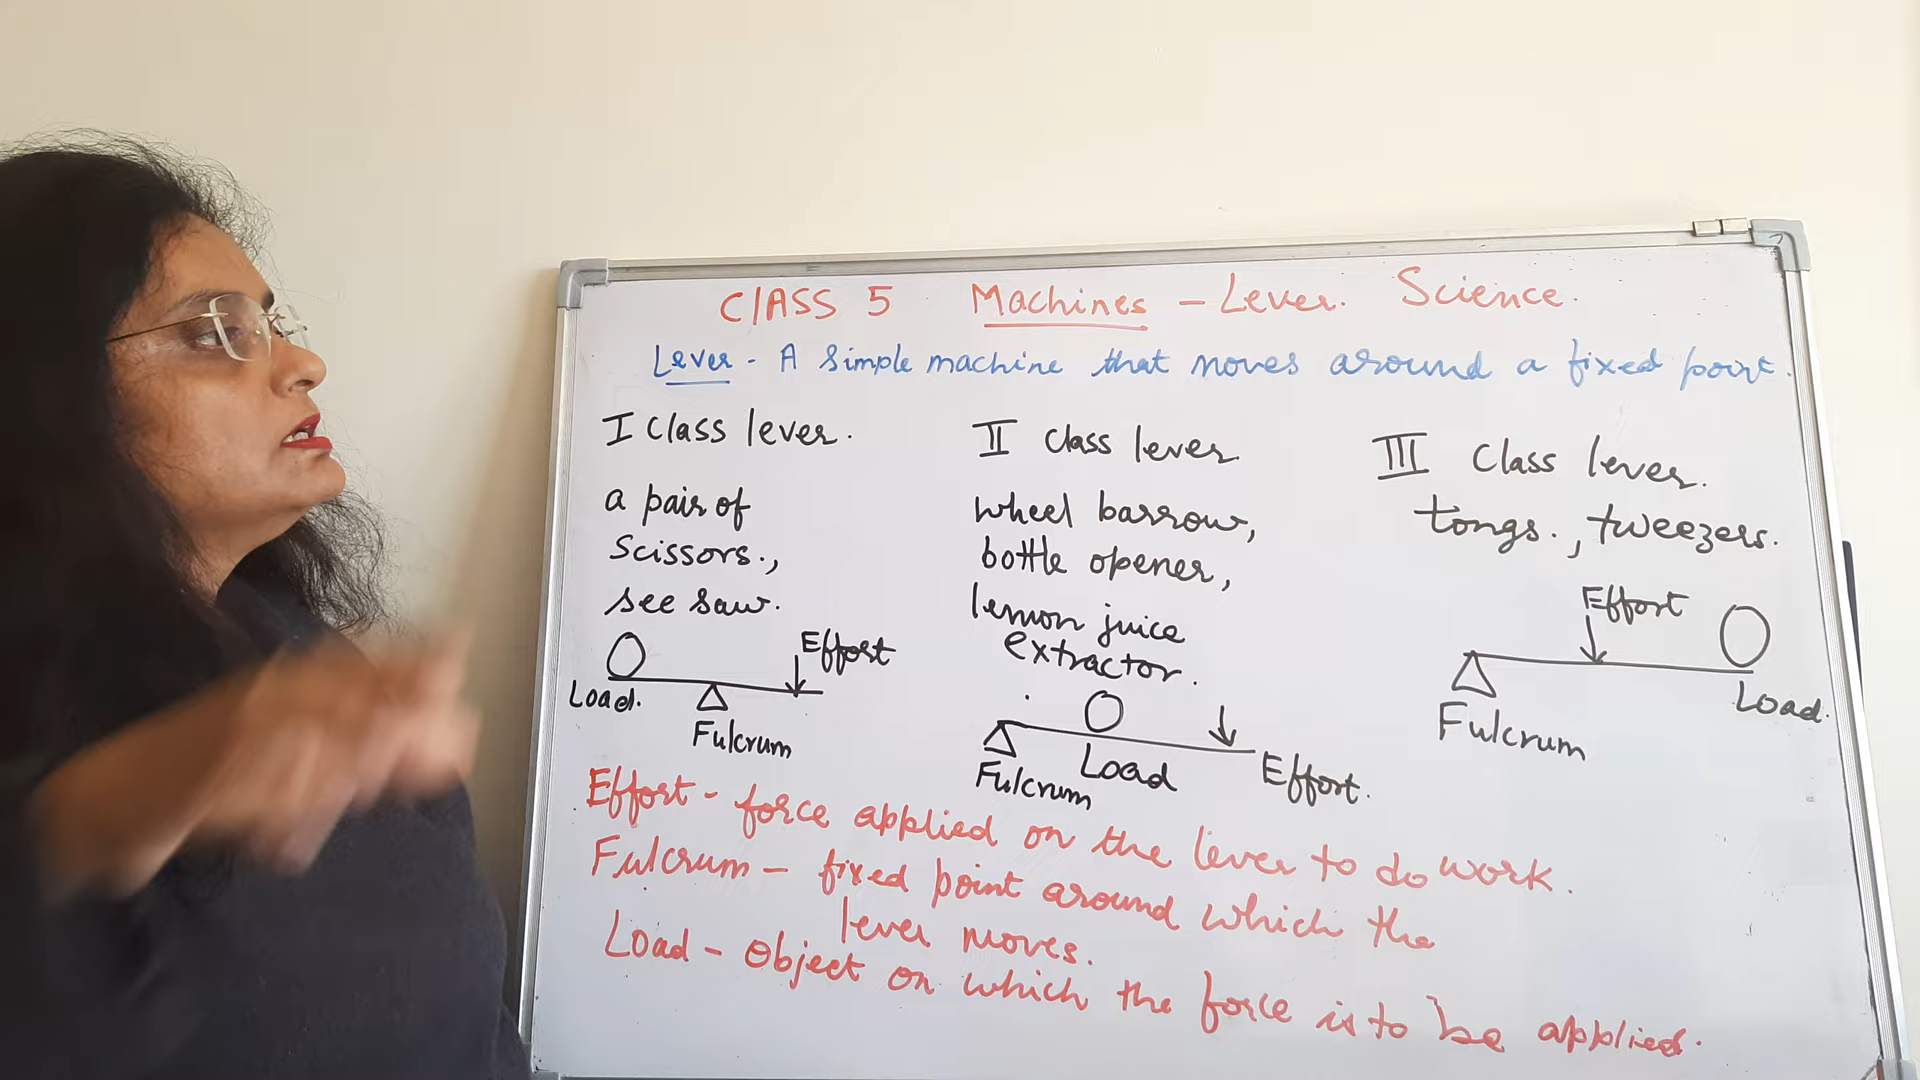 ClASS 5 Machines - Lever. Science.
Lever - A simple machine that moves around a fixed point.
I class lever.
a pair of
scissors.,
see saw.
Effort
Load.
Fulcrum
II class lever
wheel barrow,
bottle opener,
lemon juice
extractor.
Fulcrum
Load
Effort.
III class lever.
tongs., tweezers.
Effort
Load.
Fulcrum
Effort - force applied on the lever to do work.
Fulcrum - fixed point around which the
lever moves.
Load - Object on which the force is to be applied.